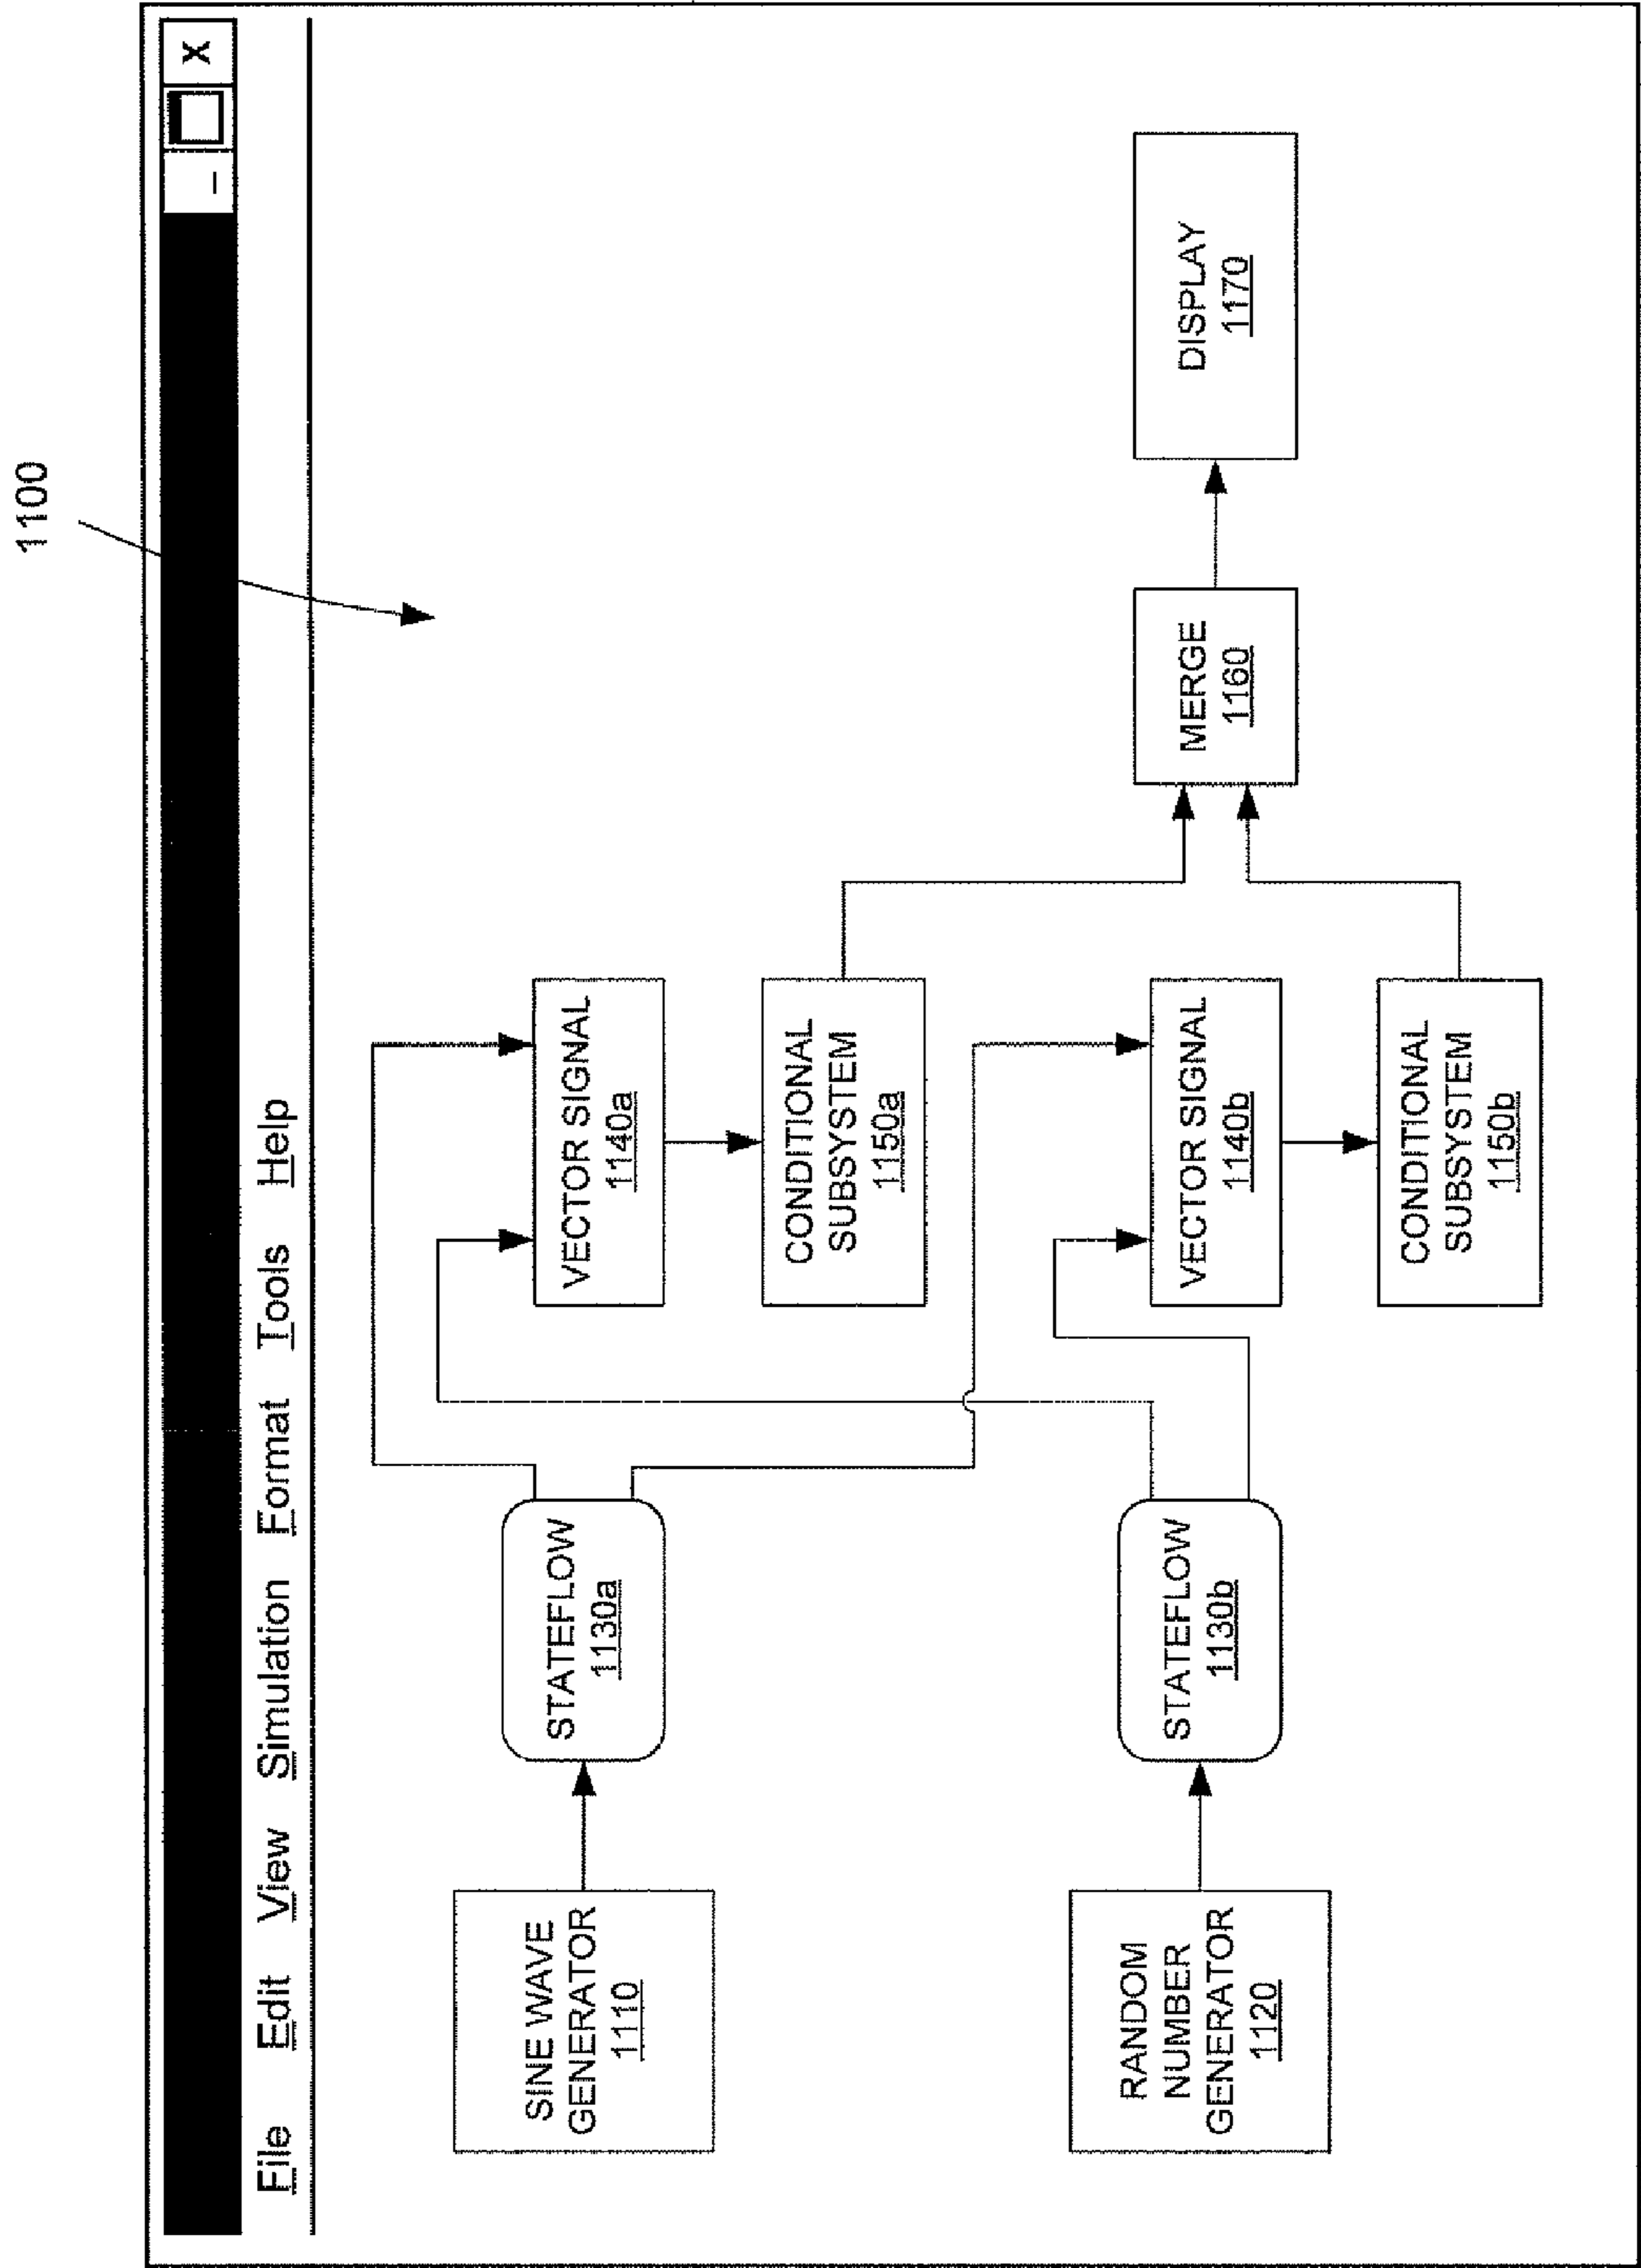 1100
–
X
File Edit View Simulation Format Tools Help
SINE WAVE
GENERATOR
1110
STATEFLOW
1130a
VECTOR SIGNAL
1140a
CONDITIONAL
SUBSYSTEM
1150a
RANDOM
NUMBER
GENERATOR
1120
STATEFLOW
1130b
VECTOR SIGNAL
1140b
CONDITIONAL
SUBSYSTEM
1150b
MERGE
1160
DISPLAY
1170